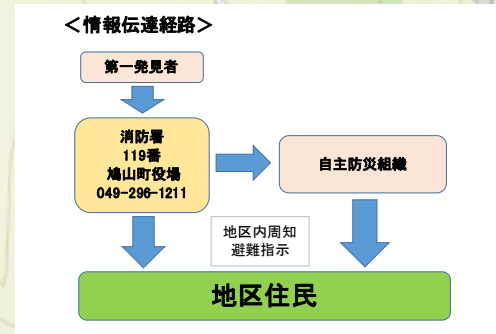 ＜情報伝達経路＞
第一発見者
消防署
119番
鳩山町役場
049-296-1211
自主防災組織
地区内周知
避難指示
地区住民